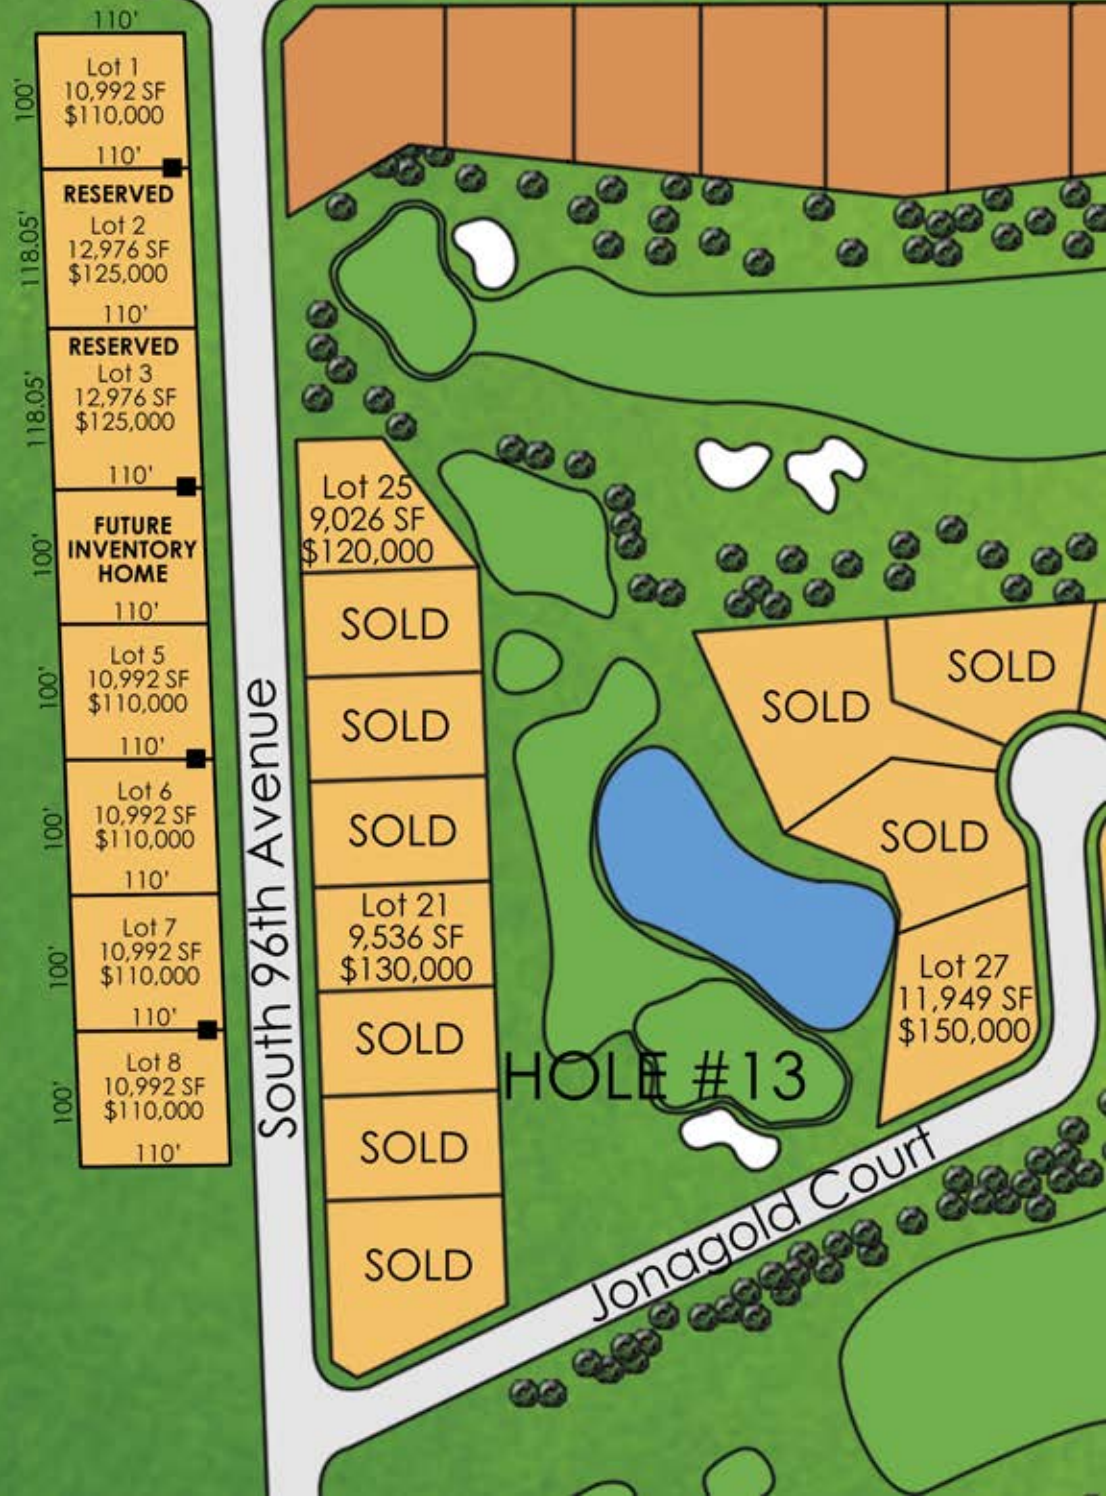 110'
Lot 1
10,992 SF
$110,000
100'
110'
RESERVED
Lot 2
12,976 SF
$125,000
118.05'
110'
RESERVED
Lot 3
12,976 SF
$125,000
118.05'
110'
FUTURE
INVENTORY
HOME
100'
110'
Lot 5
10,992 SF
$110,000
100'
110'
Lot 6
10,992 SF
$110,000
100'
110'
Lot 7
10,992 SF
$110,000
100'
110'
Lot 8
10,992 SF
$110,000
100'
110'
South 96th Avenue
Lot 25
9,026 SF
$120,000
SOLD
SOLD
SOLD
Lot 21
9,536 SF
$130,000
SOLD
SOLD
SOLD
HOLE #13
SOLD
SOLD
SOLD
Lot 27
11,949 SF
$150,000
Jonagold Court